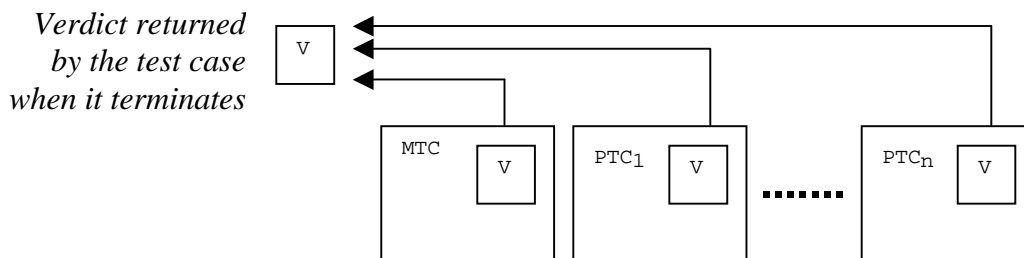 Verdict returned
by the test case
when it terminates
V
MTC
V
PTC1
V
PTCn
V